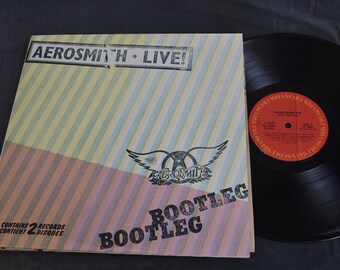 AEROSMITH • LIVE!
AEROSMITH
BOOTLEG
BOOTLEG
CONTAINS 2 RECORDS
CONTIENT 2 DISQUES